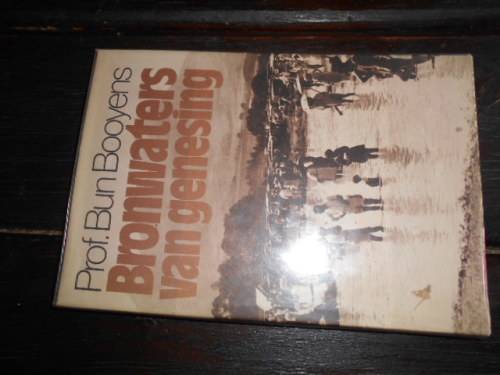 Prof. Bun Booyens
Bronwaters
van genesing